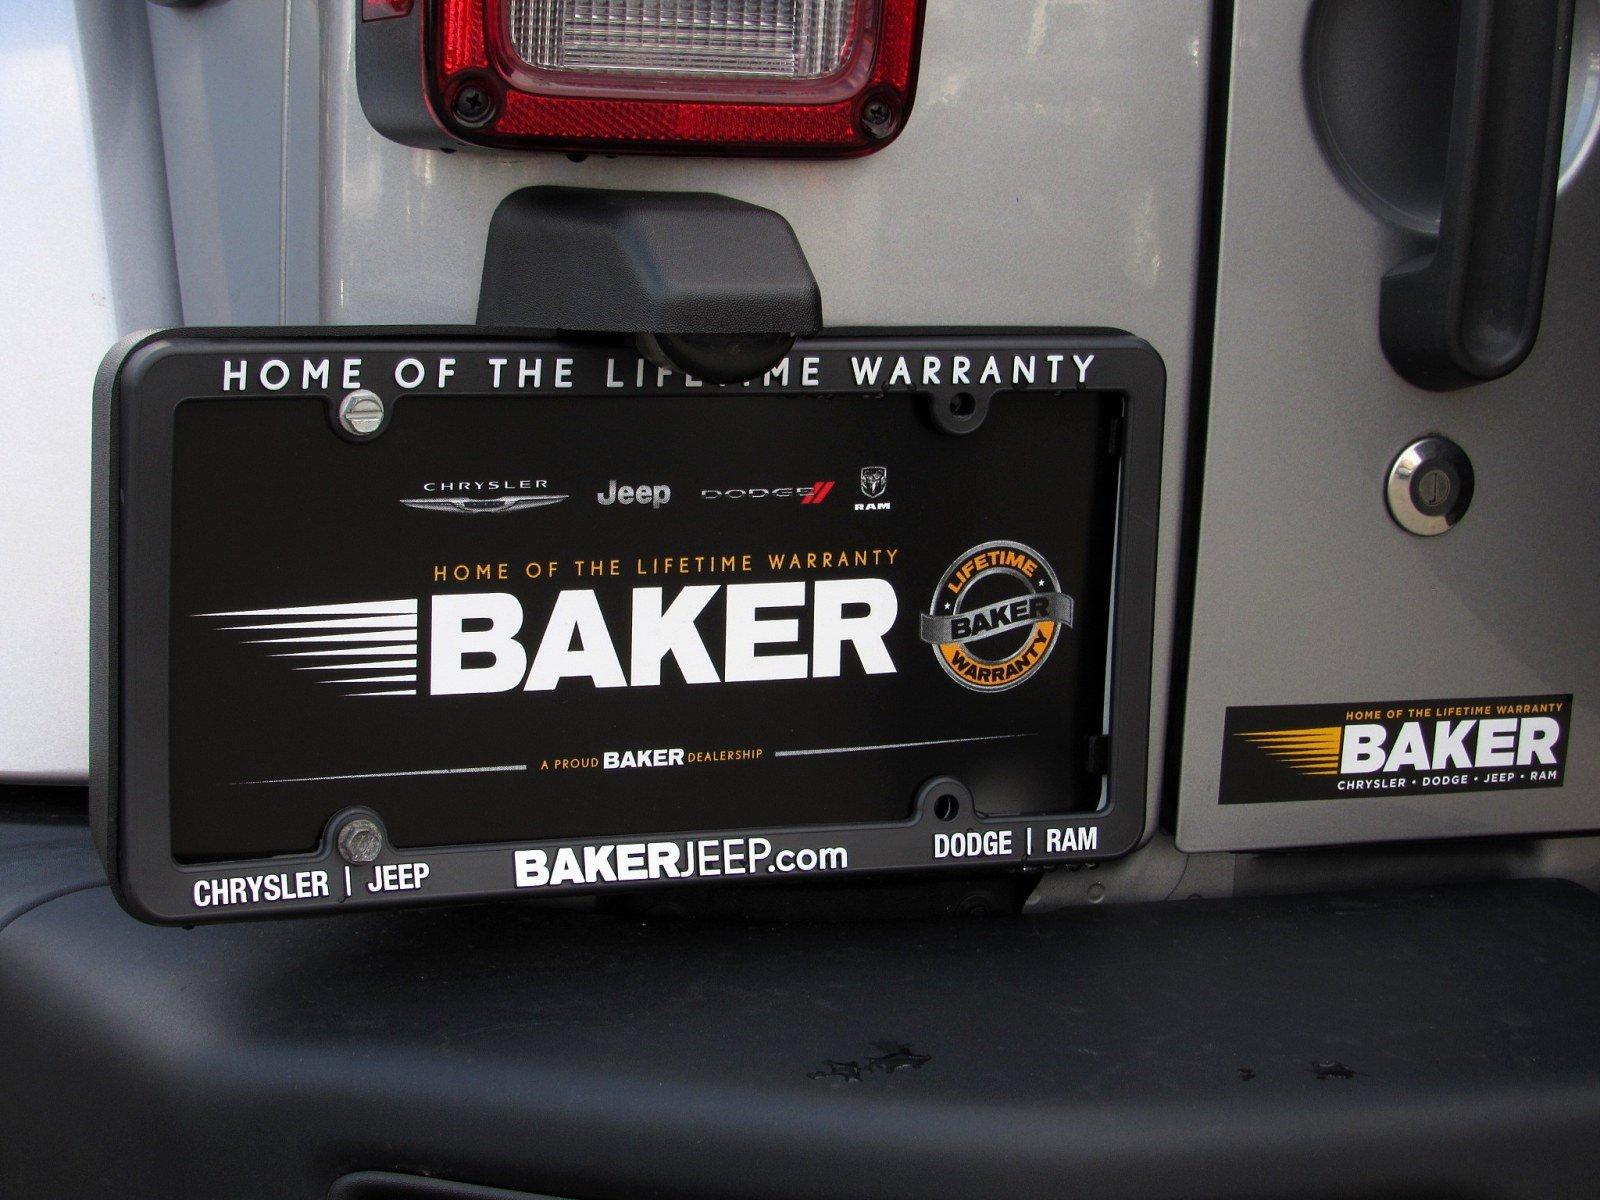 HOME OF THE LIFETIME WARRANTY
CHRYSLER Jeep DODGE RAM
HOME OF THE LIFETIME WARRANTY
BAKER
LIFETIME
BAKER
WARRANTY
A PROUD BAKER DEALERSHIP
CHRYSLER | JEEP BAKERJEEP.com DODGE | RAM
HOME OF THE LIFETIME WARRANTY
BAKER
CHRYSLER • DODGE • JEEP • RAM